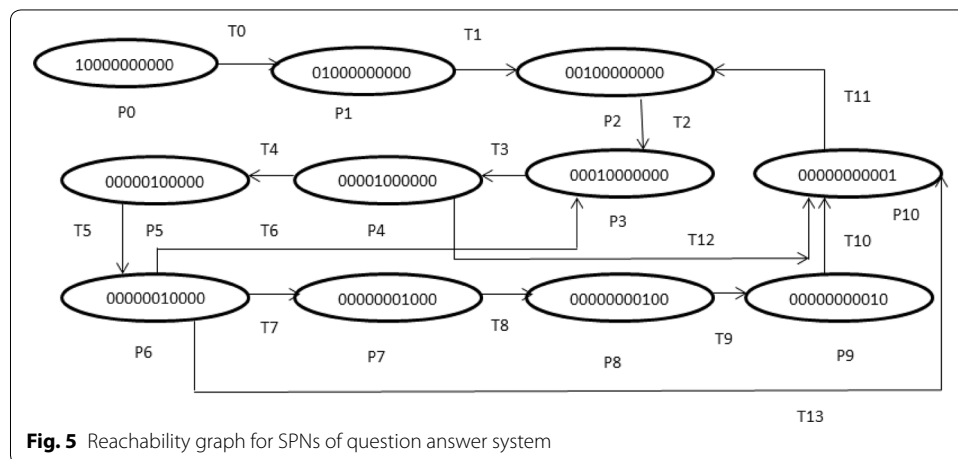 T0
T1
10000000000
01000000000
00100000000
T11
P0
P1
P2
T2
T4
T3
00000100000
00001000000
00010000000
00000000001
T5
P5
T6
P4
P3
P10
T12
T10
00000010000
00000001000
00000000100
00000000010
T7
T8
T9
P6
P7
P8
P9
T13
Fig. 5 Reachability graph for SPNs of question answer system